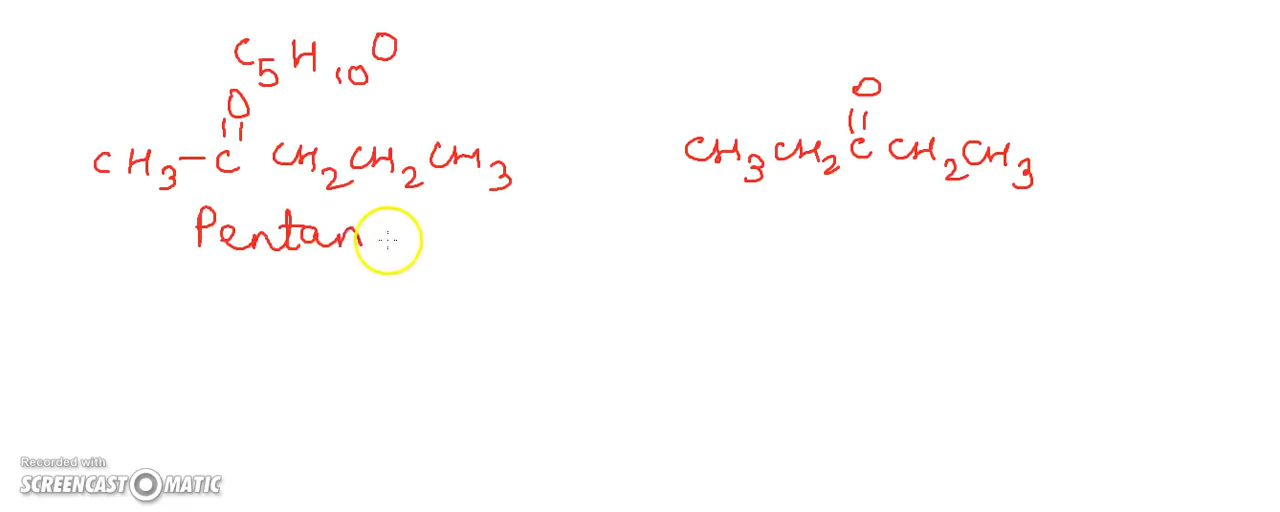 C5H10O
O
||
CH3-C CH2CH2CH3
Pentan
O
||
CH3CH2C CH2CH3
Recorded with
SCREENCAST-O-MATIC